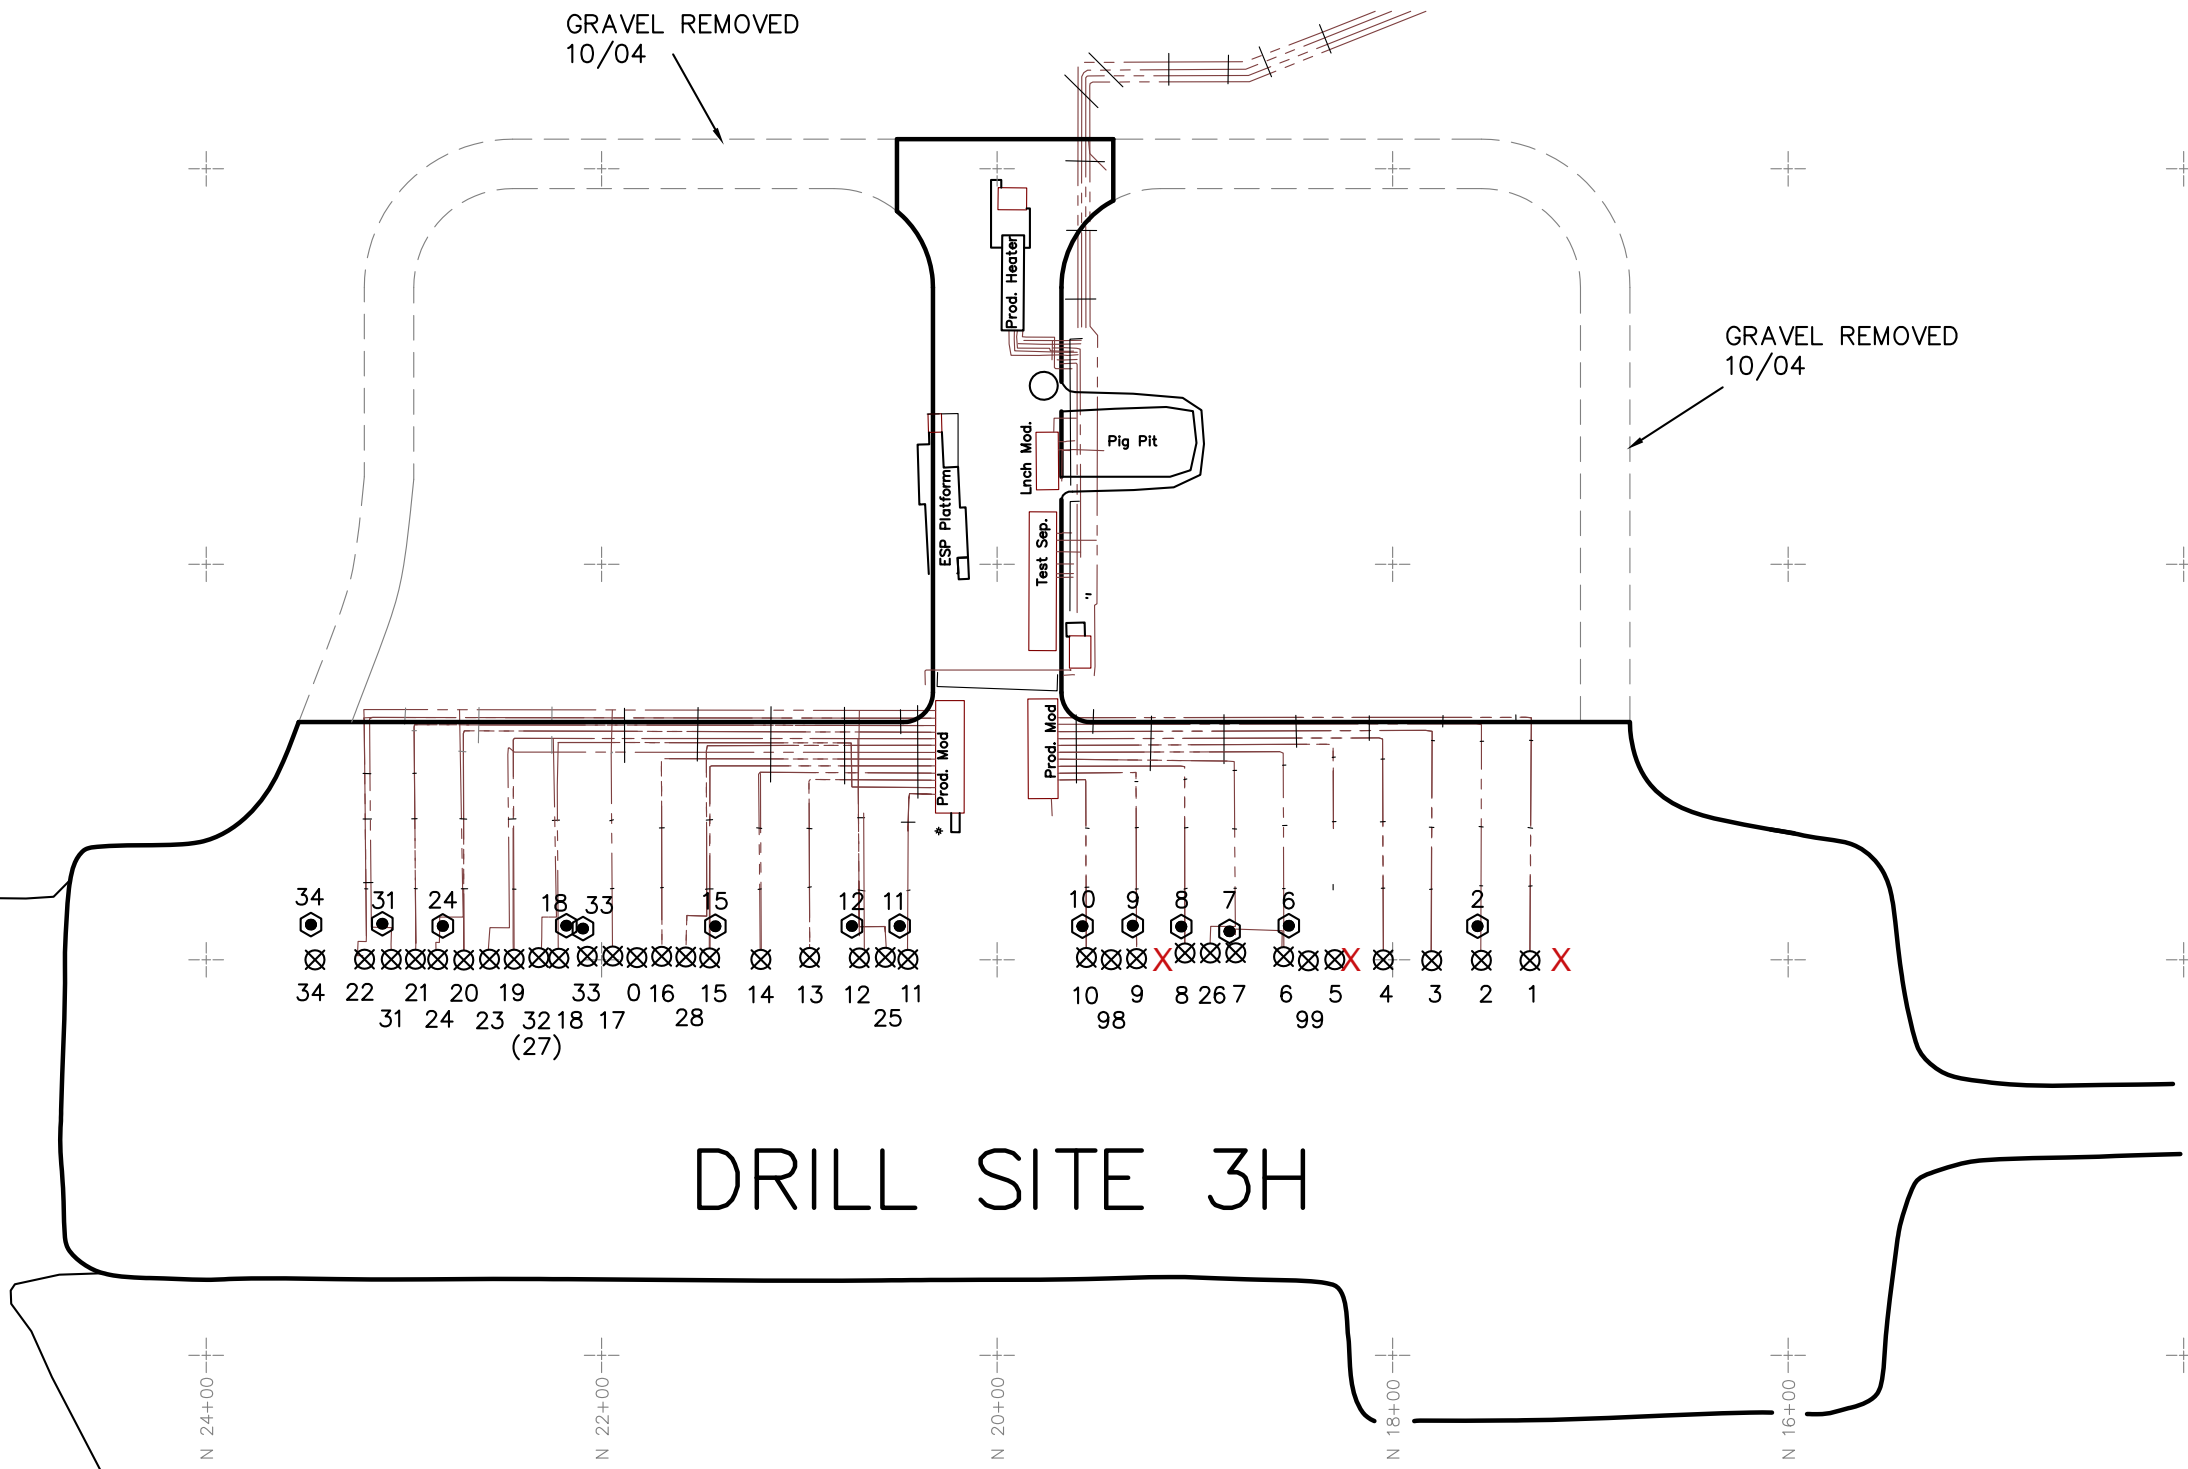 GRAVEL REMOVED
10/04
GRAVEL REMOVED
10/04
Prod. Heater
Lnch Mod.
Pig Pit
ESP Platform
Test Sep.
"
Prod. Mod
Prod. Mod
*
34 31 24 18 33 15 12 11 10 9 8 7 6 2
X X X
34 22 21 20 19 33 0 16 15 14 13 12 11 10 9 8 26 7 6 5 4 3 2 1
31 24 23 32 18 17 28 25 98 99
(27)
DRILL SITE 3H
N 24+00 N 22+00 N 20+00 N 18+00 N 16+00